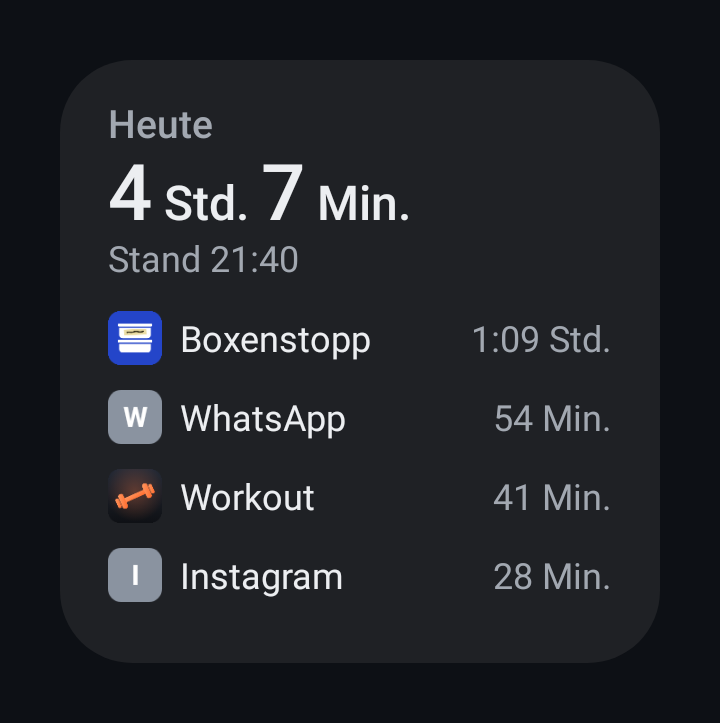 Heute
4 Std. 7 Min.
Stand 21:40
Boxenstopp 1:09 Std.
W WhatsApp 54 Min.
Workout 41 Min.
I Instagram 28 Min.